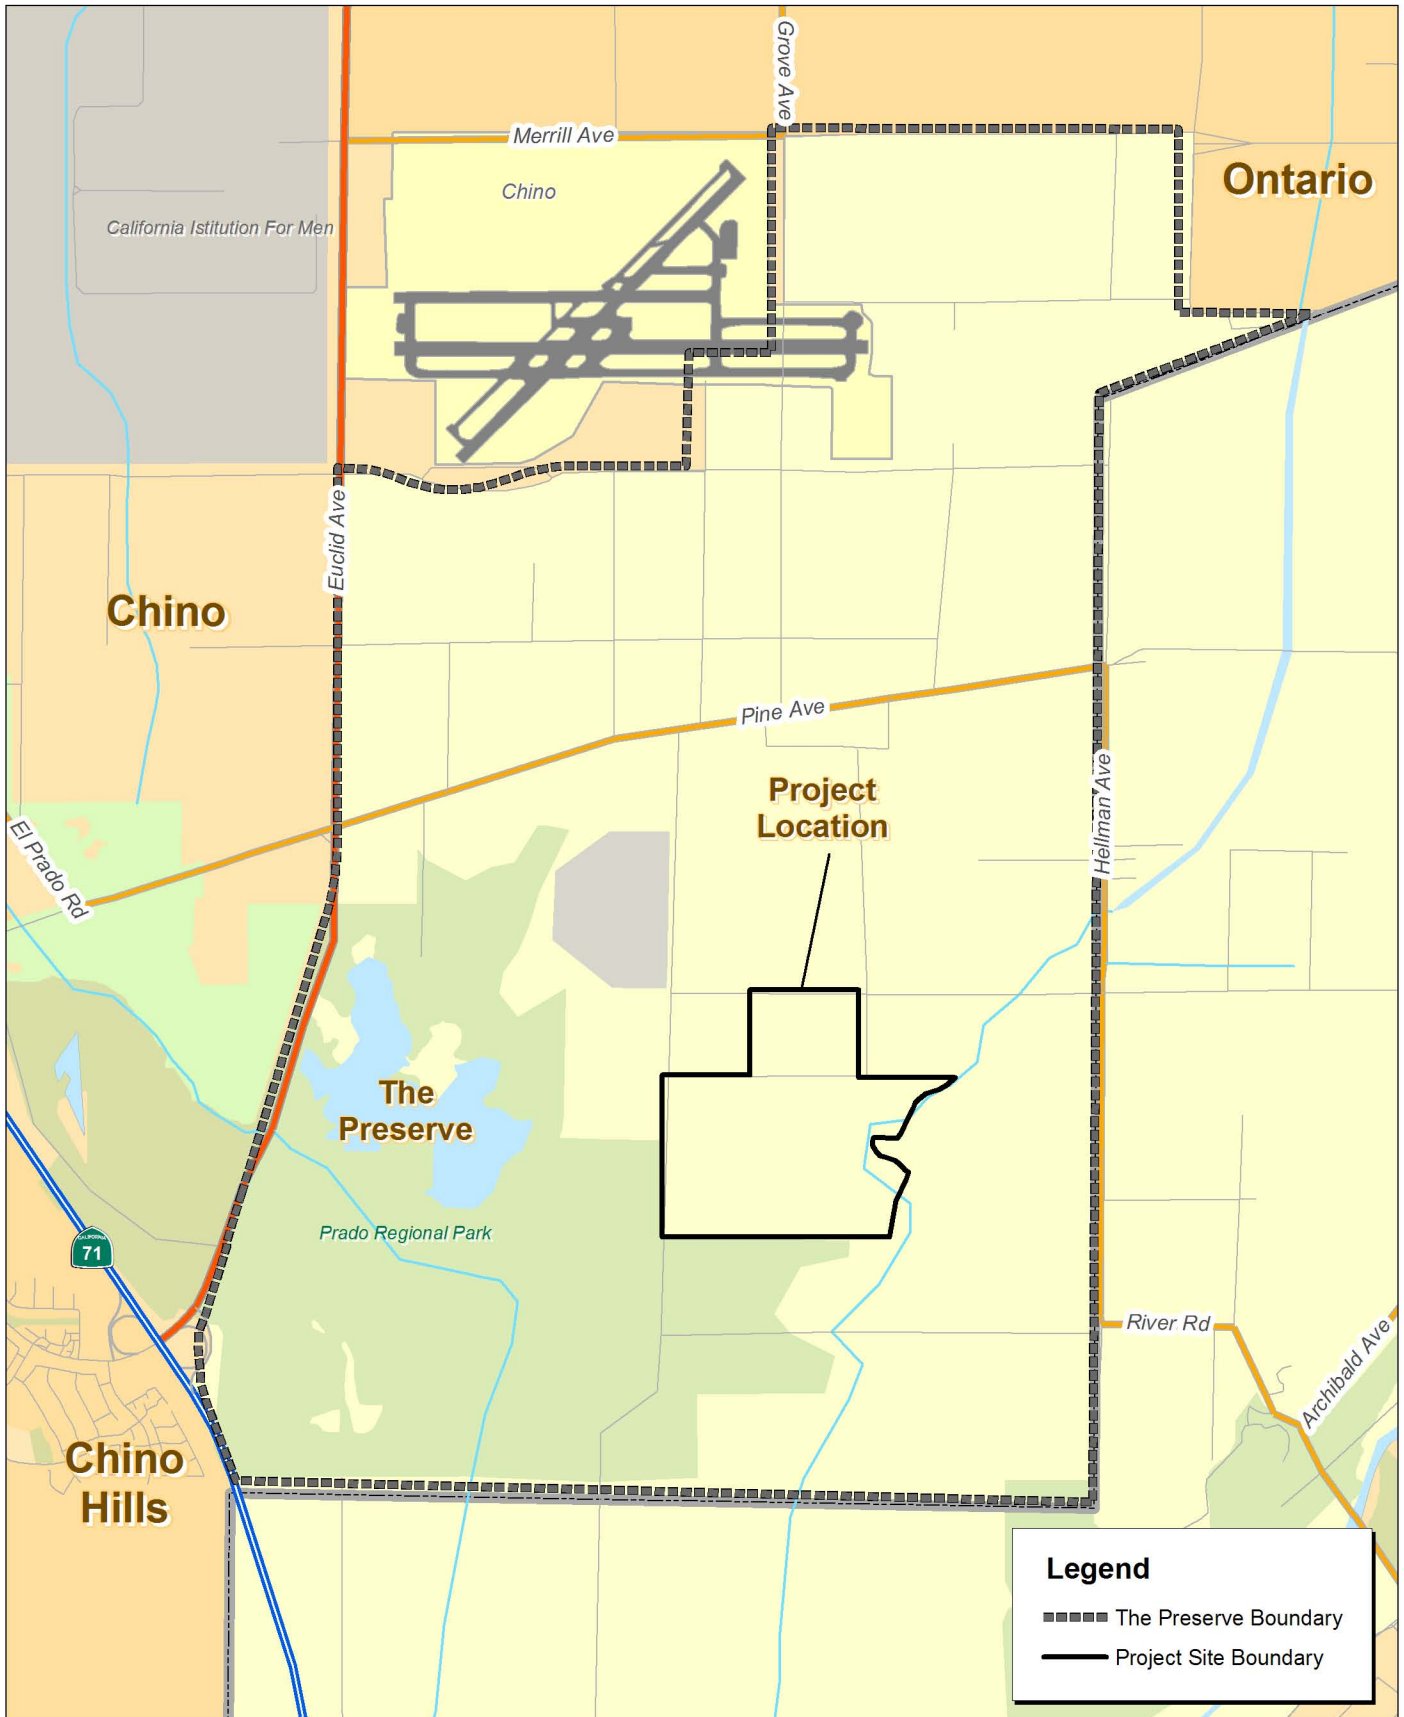 Grove Ave
Merrill Ave
Ontario
Chino
California Istitution For Men
Euclid Ave
Chino
Pine Ave
Project
Location
Hellman Ave
El Prado Rd
The
Preserve
Prado Regional Park
CALIFORNIA
71
River Rd
Archibald Ave
Chino
Hills
Legend
The Preserve Boundary
Project Site Boundary